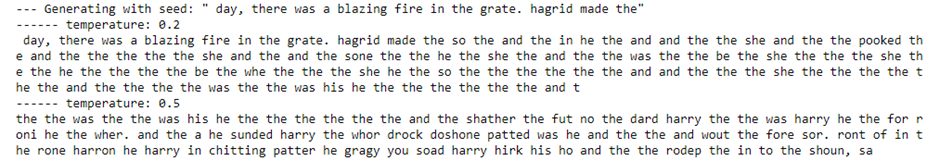 --- Generating with seed: " day, there was a blazing fire in the grate. hagrid made the"
------ temperature: 0.2
 day, there was a blazing fire in the grate. hagrid made the so the and the in he the and and the the she and the the pooked th
e and the the the the the she and the and the sone the the he the she the and the the was the the be the she the the the she th
e the he the the the the be the whe the the the she he the so the the the the the the and and the the the she the the the the t
he the and the the the the was the the was his he the the the the the the and t
------ temperature: 0.5
the the was the the was his he the the the the the the and the shather the fut no the dard harry the the was harry he the for r
oni he the wher. and the a he sunded harry the whor drock doshone patted was he and the the and wout the fore sor. ront of in t
he rone harron he harry in chitting patter he gragy you soad harry hirk his ho and the the rodep the in to the shoun, sa